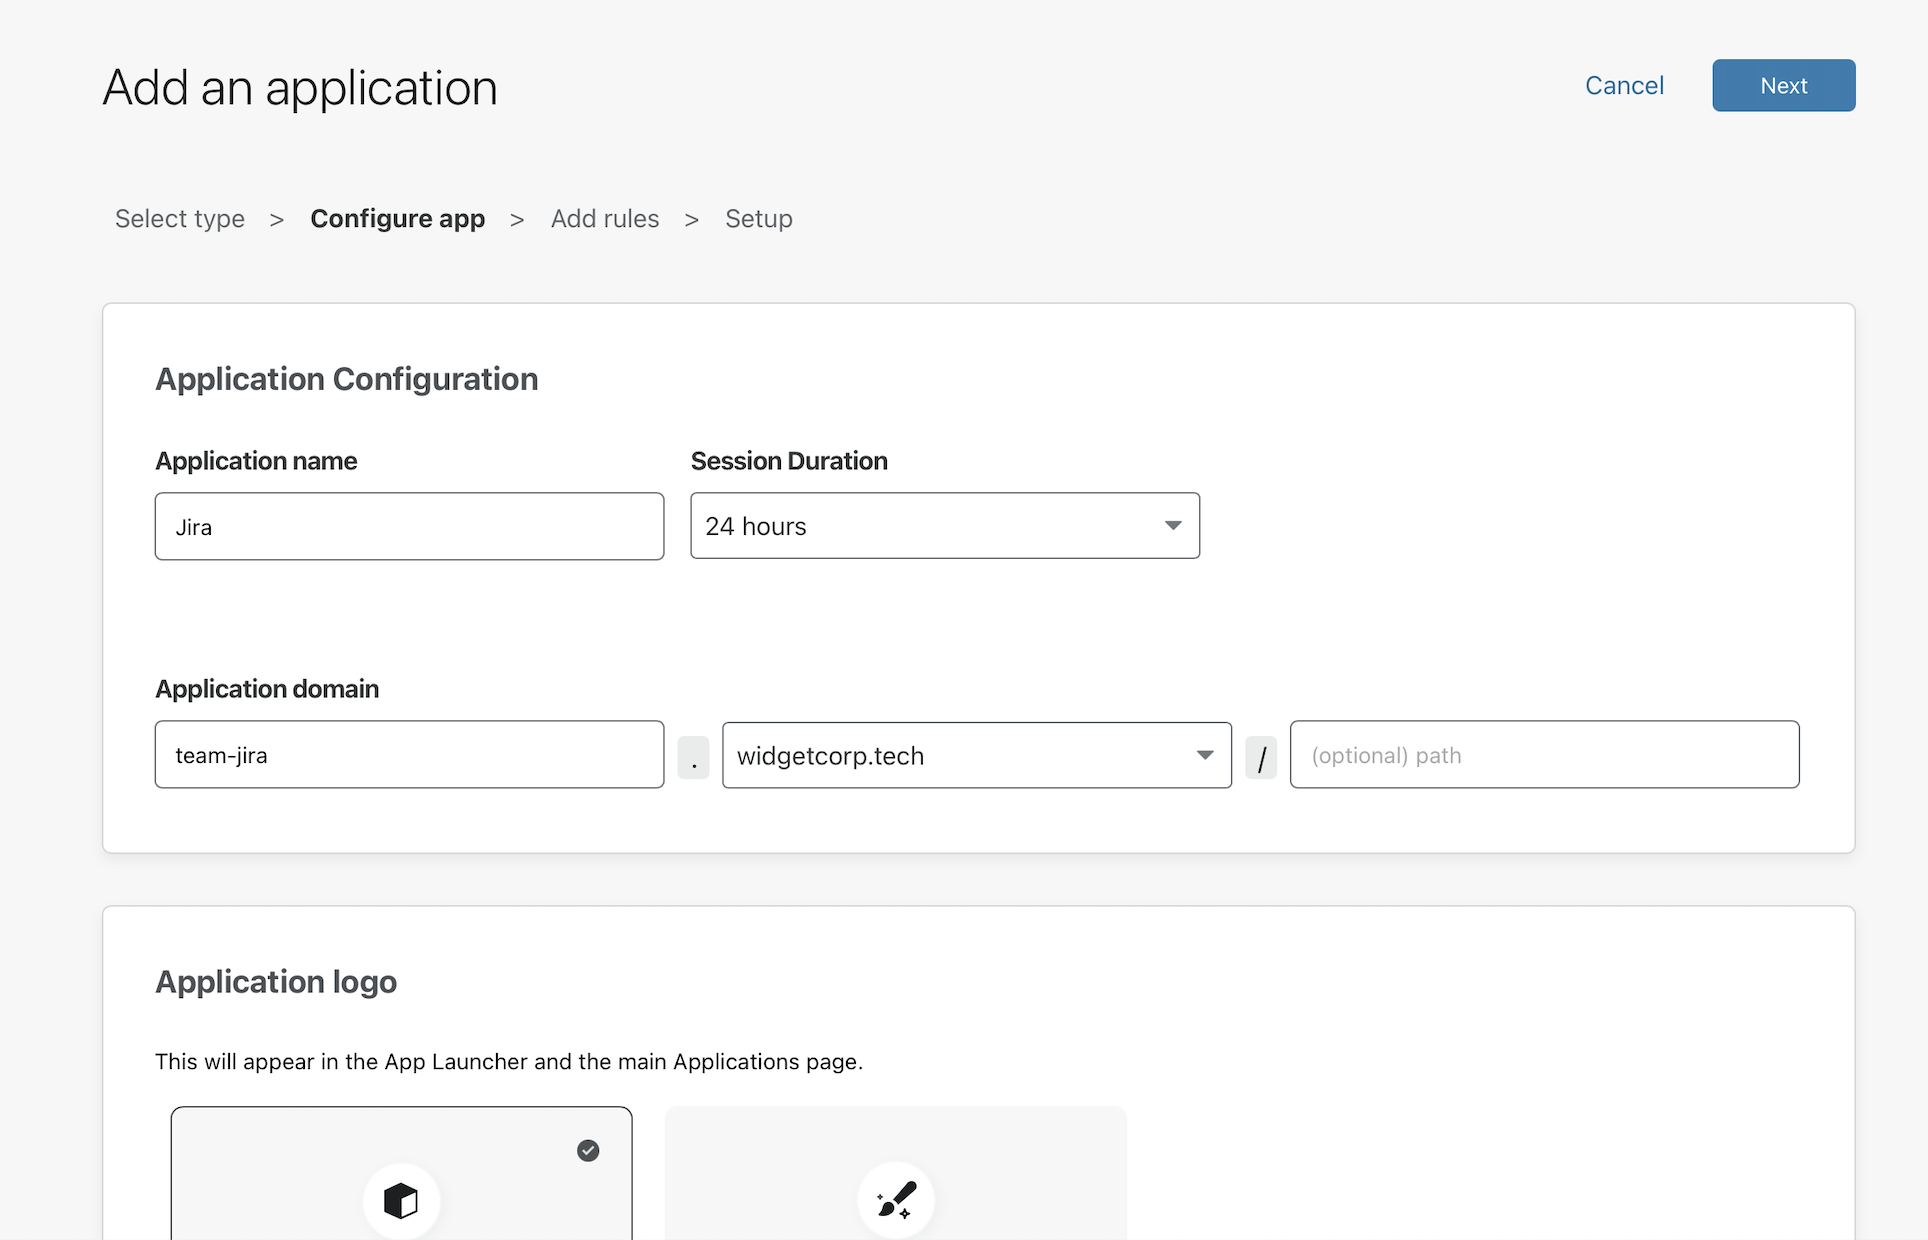 Add an application
Cancel
Next
Select type > Configure app > Add rules > Setup
Application Configuration
Application name
Session Duration
Jira
24 hours
Application domain
team-jira
.
widgetcorp.tech
/
(optional) path
Application logo
This will appear in the App Launcher and the main Applications page.